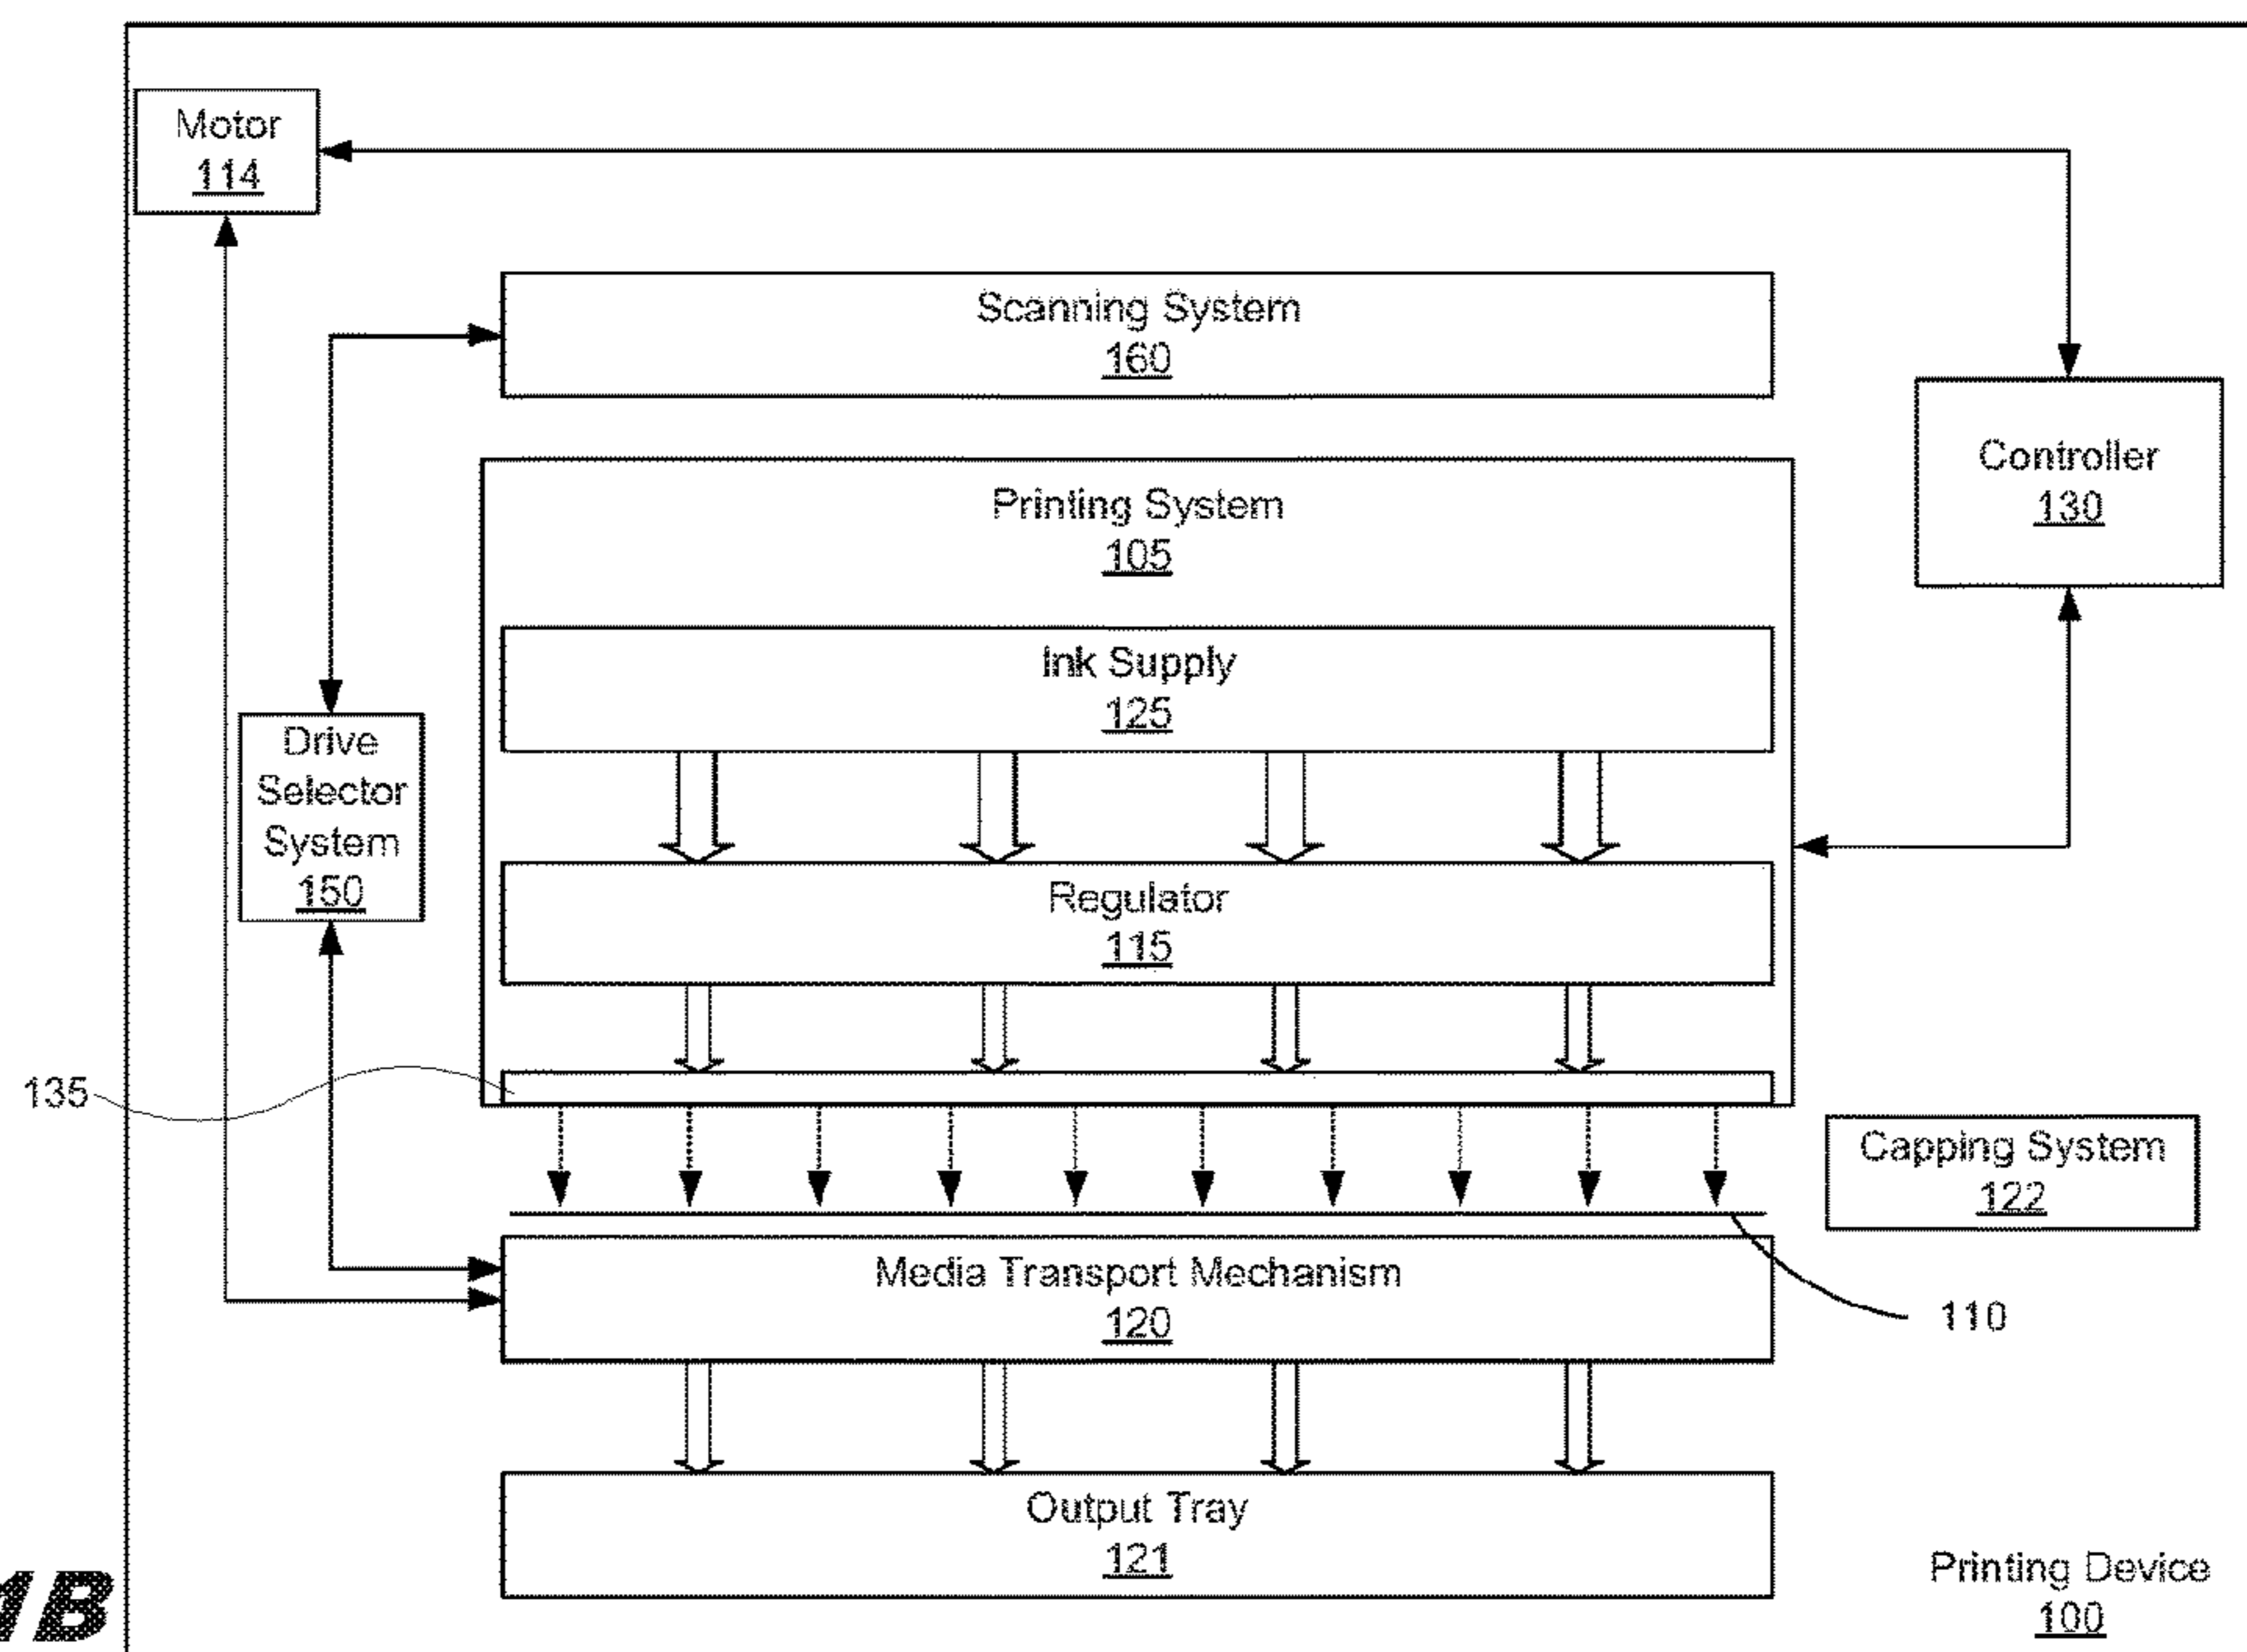 Motor
114
Scanning System
160
Controller
130
Printing System
105
Ink Supply
125
Drive
Selector
System
150
Regulator
115
135
Capping System
122
Media Transport Mechanism
120
110
Output Tray
121
Printing Device
100
1B